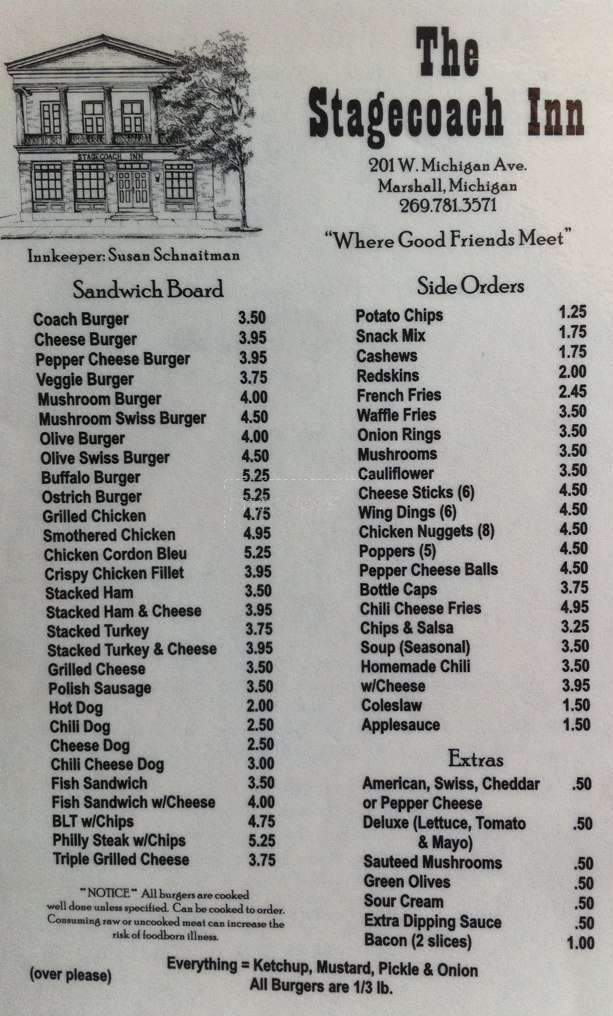 The
Stagecoach Inn
201 W. Michigan Ave.
Marshall, Michigan
269.781.3571
"Where Good Friends Meet"
STAGECOACH INN
Innkeeper: Susan Schnaitman
Sandwich Board
Coach Burger 3.50
Cheese Burger 3.95
Pepper Cheese Burger 3.95
Veggie Burger 3.75
Mushroom Burger 4.00
Mushroom Swiss Burger 4.50
Olive Burger 4.00
Olive Swiss Burger 4.50
Buffalo Burger 5.25
Ostrich Burger 5.25
Grilled Chicken 4.75
Smothered Chicken 4.95
Chicken Cordon Bleu 5.25
Crispy Chicken Fillet 3.95
Stacked Ham 3.50
Stacked Ham & Cheese 3.95
Stacked Turkey 3.75
Stacked Turkey & Cheese 3.95
Grilled Cheese 3.50
Polish Sausage 3.50
Hot Dog 2.00
Chili Dog 2.50
Cheese Dog 2.50
Chili Cheese Dog 3.00
Fish Sandwich 3.50
Fish Sandwich w/Cheese 4.00
BLT w/Chips 4.75
Philly Steak w/Chips 5.25
Triple Grilled Cheese 3.75
"NOTICE" All burgers are cooked
well done unless specified. Can be cooked to order.
Consuming raw or uncooked meat can increase the
risk of foodborn illness.
Side Orders
Potato Chips 1.25
Snack Mix 1.75
Cashews 1.75
Redskins 2.00
French Fries 2.45
Waffle Fries 3.50
Onion Rings 3.50
Mushrooms 3.50
Cauliflower 3.50
Cheese Sticks (6) 4.50
Wing Dings (6) 4.50
Chicken Nuggets (8) 4.50
Poppers (5) 4.50
Pepper Cheese Balls 4.50
Bottle Caps 3.75
Chili Cheese Fries 4.95
Chips & Salsa 3.25
Soup (Seasonal) 3.50
Homemade Chili 3.50
w/Cheese 3.95
Coleslaw 1.50
Applesauce 1.50
Extras
American, Swiss, Cheddar .50
or Pepper Cheese
Deluxe (Lettuce, Tomato .50
& Mayo)
Sauteed Mushrooms .50
Green Olives .50
Sour Cream .50
Extra Dipping Sauce .50
Bacon (2 slices) 1.00
(over please)
Everything = Ketchup, Mustard, Pickle & Onion
All Burgers are 1/3 lb.